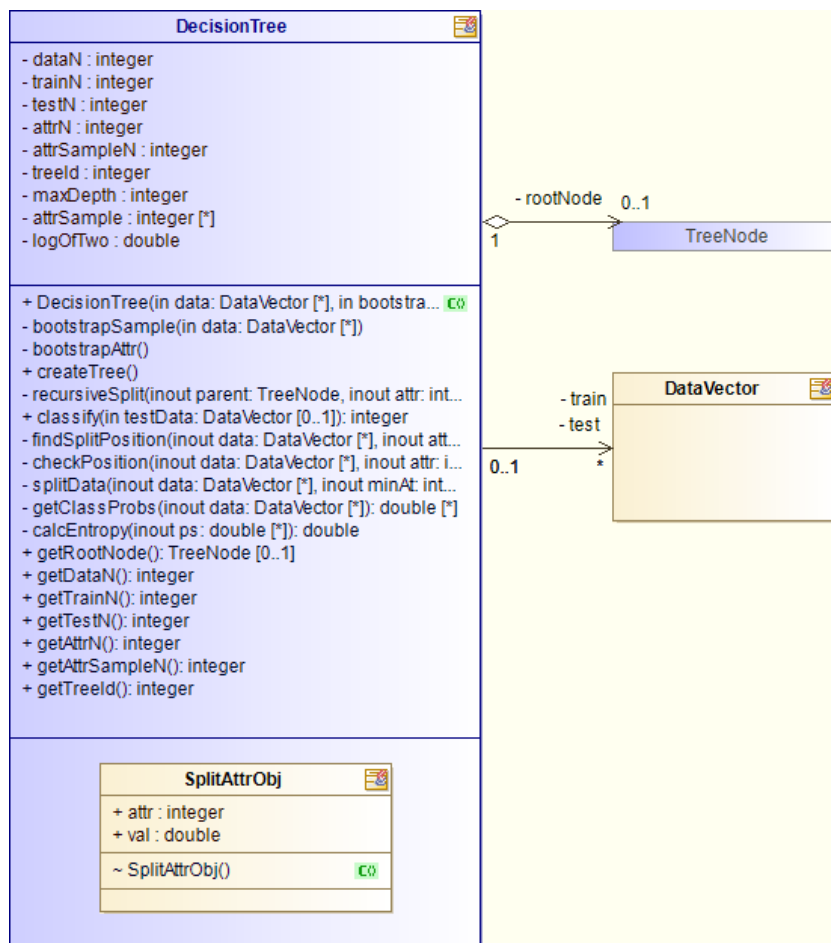 DecisionTree
- dataN : integer
- trainN : integer
- testN : integer
- attrN : integer
- attrSampleN : integer
- treeId : integer
- maxDepth : integer
- attrSample : integer [*]
- logOfTwo : double
+ DecisionTree(in data: DataVector [*], in bootstra... C()
- bootstrapSample(in data: DataVector [*])
- bootstrapAttr()
+ createTree()
- recursiveSplit(inout parent: TreeNode, inout attr: int...
+ classify(in testData: DataVector [0..1]): integer
- findSplitPosition(inout data: DataVector [*], inout att...
- checkPosition(inout data: DataVector [*], inout attr: i...
- splitData(inout data: DataVector [*], inout minAt: int...
- getClassProbs(inout data: DataVector [*]): double [*]
- calcEntropy(inout ps: double [*]): double
+ getRootNode(): TreeNode [0..1]
+ getDataN(): integer
+ getTrainN(): integer
+ getTestN(): integer
+ getAttrN(): integer
+ getAttrSampleN(): integer
+ getTreeId(): integer
SplitAttrObj
+ attr : integer
+ val : double
~ SplitAttrObj() C()
- rootNode 0..1
1
TreeNode
- train
- test
0..1 *
DataVector